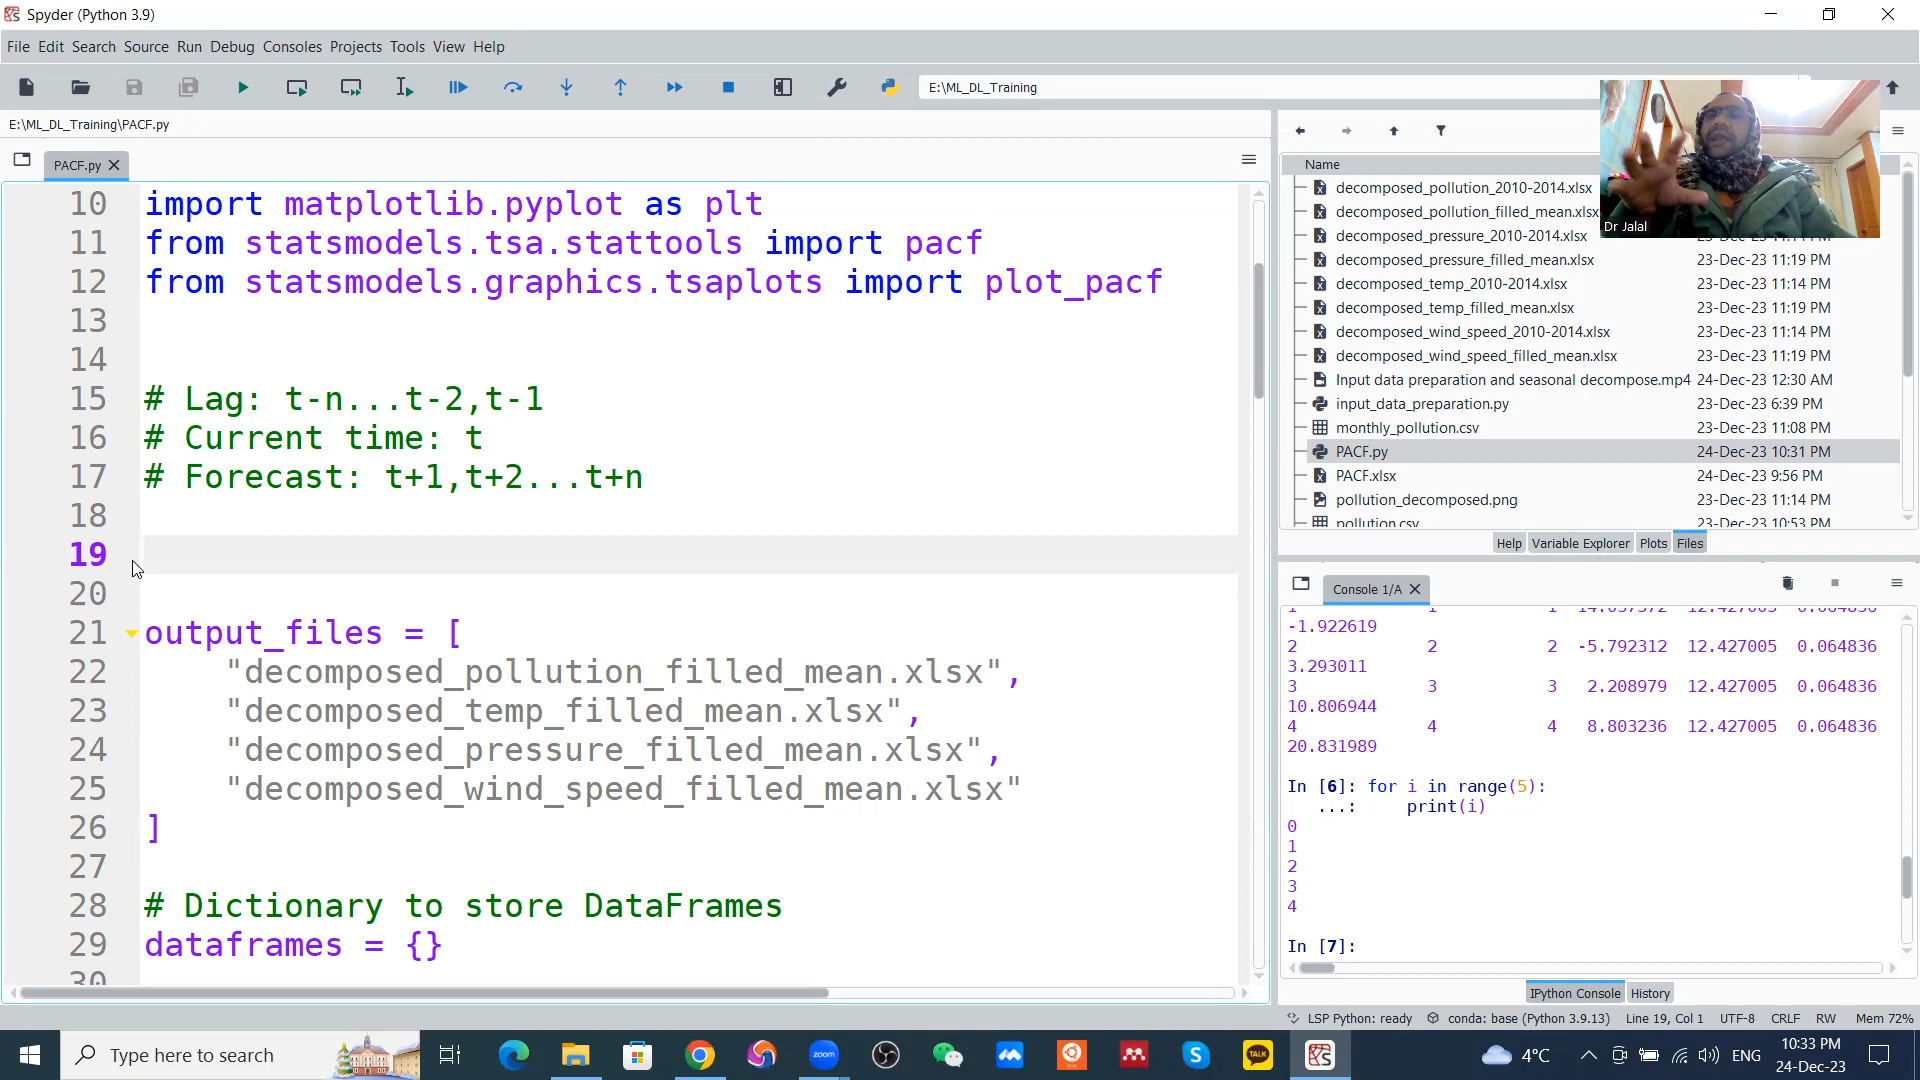 Spyder (Python 3.9)
File Edit Search Source Run Debug Consoles Projects Tools View Help
E:\ML_DL_Training
E:\ML_DL_Training\PACF.py
PACF.py
10 import matplotlib.pyplot as plt
11 from statsmodels.tsa.stattools import pacf
12 from statsmodels.graphics.tsaplots import plot_pacf
13
14
15 # Lag: t-n...t-2,t-1
16 # Current time: t
17 # Forecast: t+1,t+2...t+n
18
19
20
21 output_files = [
22 "decomposed_pollution_filled_mean.xlsx",
23 "decomposed_temp_filled_mean.xlsx",
24 "decomposed_pressure_filled_mean.xlsx",
25 "decomposed_wind_speed_filled_mean.xlsx"
26 ]
27
28 # Dictionary to store DataFrames
29 dataframes = {}
30
Name
decomposed_pollution_2010-2014.xlsx
decomposed_pollution_filled_mean.xlsx
decomposed_pressure_2010-2014.xlsx
decomposed_pressure_filled_mean.xlsx 23-Dec-23 11:19 PM
decomposed_temp_2010-2014.xlsx 23-Dec-23 11:14 PM
decomposed_temp_filled_mean.xlsx 23-Dec-23 11:19 PM
decomposed_wind_speed_2010-2014.xlsx 23-Dec-23 11:14 PM
decomposed_wind_speed_filled_mean.xlsx 23-Dec-23 11:19 PM
Input data preparation and seasonal decompose.mp4 24-Dec-23 12:30 AM
input_data_preparation.py 23-Dec-23 6:39 PM
monthly_pollution.csv 23-Dec-23 11:08 PM
PACF.py 24-Dec-23 10:31 PM
PACF.xlsx 24-Dec-23 9:56 PM
pollution_decomposed.png 23-Dec-23 11:14 PM
pollution.csv 23-Dec-23 10:53 PM
Dr Jalal
Help Variable Explorer Plots Files
Console 1/A
-1.922619
2 2 2 -5.792312 12.427005 0.064836
3.293011
3 3 3 2.208979 12.427005 0.064836
10.806944
4 4 4 8.803236 12.427005 0.064836
20.831989
In [6]: for i in range(5):
...: print(i)
0
1
2
3
4
In [7]:
IPython Console History
LSP Python: ready conda: base (Python 3.9.13) Line 19, Col 1 UTF-8 CRLF RW Mem 72%
Type here to search
zoom
TALK
4°C
ENG
10:33 PM
24-Dec-23